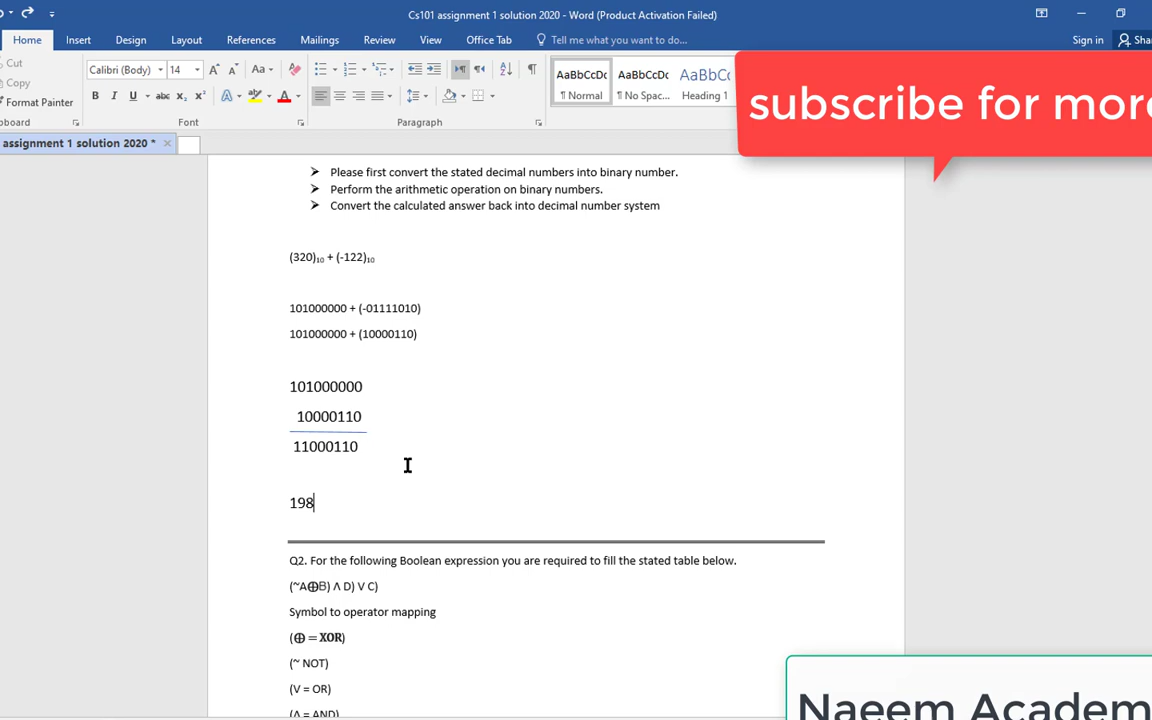 Cs101 assignment 1 solution 2020 - Word (Product Activation Failed)
Home Insert Design Layout References Mailings Review View Office Tab Tell me what you want to do... Sign in
Cut
Copy
Format Painter
Calibri (Body) 14
AaBbCcDc AaBbCcDc AaBbCc
¶ Normal ¶ No Spac... Heading 1
Font Paragraph
assignment 1 solution 2020 *
subscribe for more
➢ Please first convert the stated decimal numbers into binary number.
➢ Perform the arithmetic operation on binary numbers.
➢ Convert the calculated answer back into decimal number system
(320)₁₀ + (-122)₁₀
101000000 + (-01111010)
101000000 + (10000110)
101000000
10000110
11000110
198
Q2. For the following Boolean expression you are required to fill the stated table below.
(~A⊕B) Λ D) V C)
Symbol to operator mapping
(⊕ = XOR)
(~ NOT)
(V = OR)
(Λ = AND)
Naeem Academ